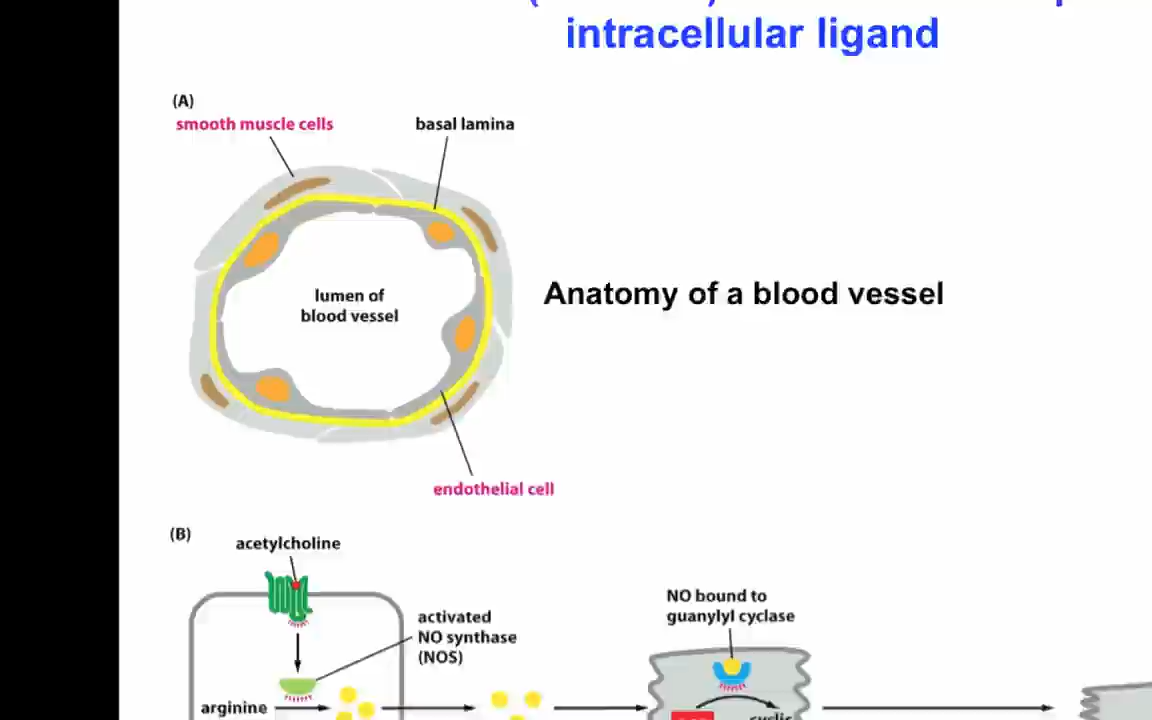 intracellular ligand
(A)
smooth muscle cells
basal lamina
lumen of
blood vessel
Anatomy of a blood vessel
endothelial cell
(B)
acetylcholine
activated
NO synthase
(NOS)
arginine
NO bound to
guanylyl cyclase
cyclic